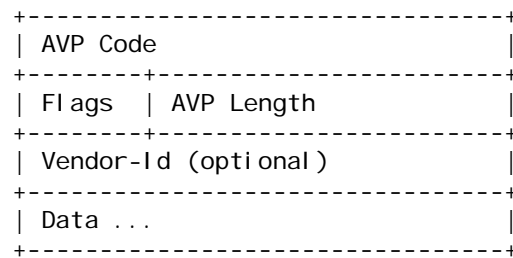 +---------------------------------+
| AVP Code                        |
+--------+------------------------+
| Flags  | AVP Length             |
+--------+------------------------+
| Vendor-Id (optional)            |
+---------------------------------+
| Data ...                        |
+---------------------------------+